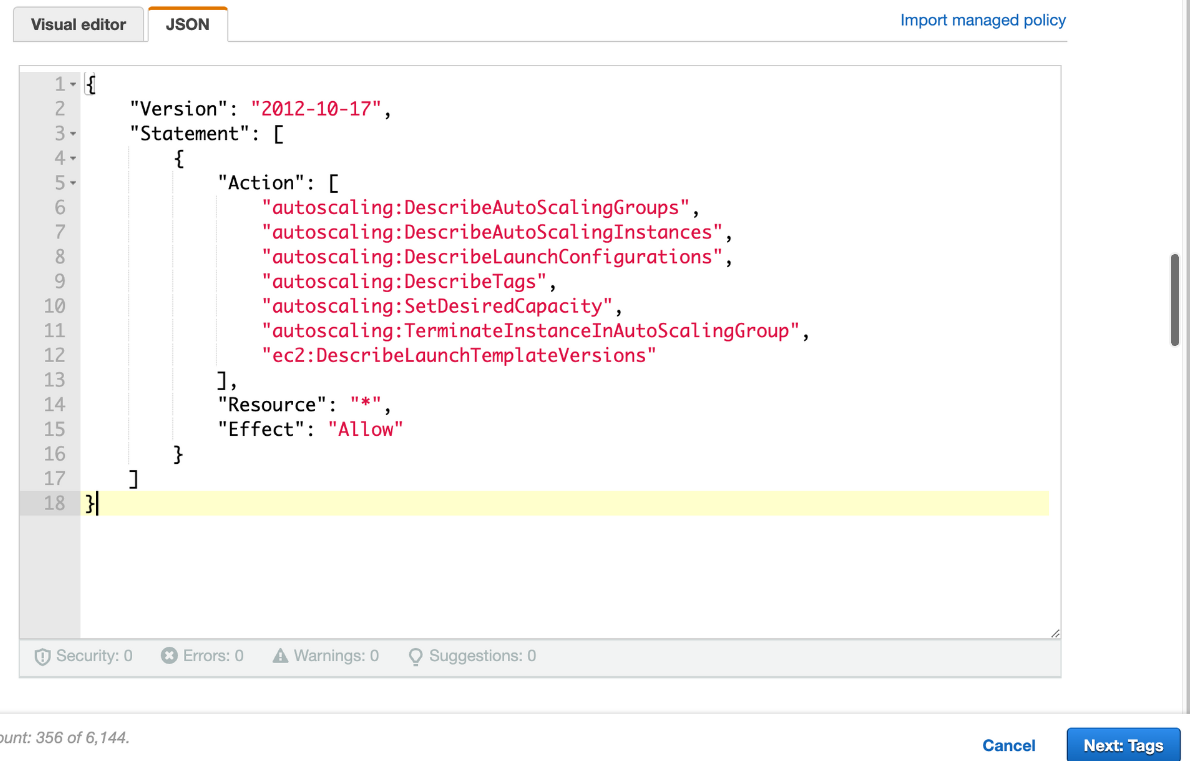 Visual editor JSON Import managed policy
1 {
2 "Version": "2012-10-17",
3 "Statement": [
4 {
5 "Action": [
6 "autoscaling:DescribeAutoScalingGroups",
7 "autoscaling:DescribeAutoScalingInstances",
8 "autoscaling:DescribeLaunchConfigurations",
9 "autoscaling:DescribeTags",
10 "autoscaling:SetDesiredCapacity",
11 "autoscaling:TerminateInstanceInAutoScalingGroup",
12 "ec2:DescribeLaunchTemplateVersions"
13 ],
14 "Resource": "*",
15 "Effect": "Allow"
16 }
17 ]
18 }
Security: 0 Errors: 0 Warnings: 0 Suggestions: 0
ount: 356 of 6,144.
Cancel Next: Tags